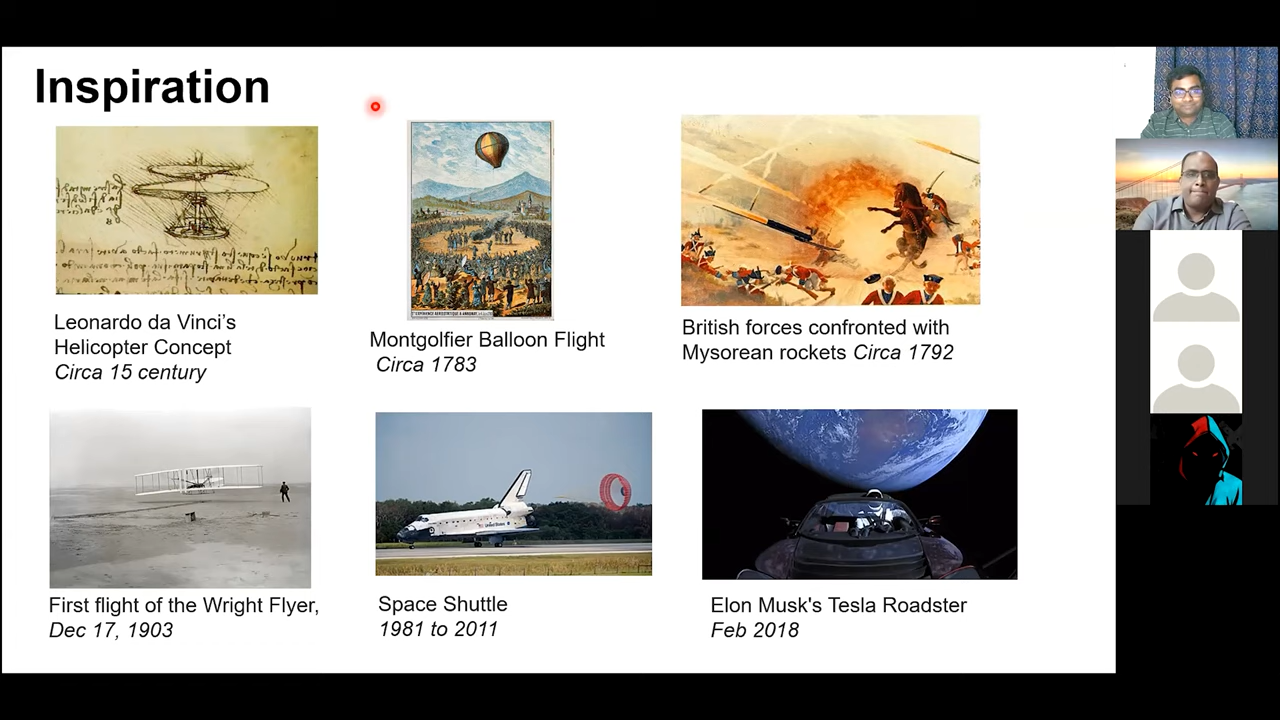 Inspiration
Leonardo da Vinci’s
Helicopter Concept
Circa 15 century
Montgolfier Balloon Flight
Circa 1783
British forces confronted with
Mysorean rockets Circa 1792
First flight of the Wright Flyer,
Dec 17, 1903
Space Shuttle
1981 to 2011
Elon Musk's Tesla Roadster
Feb 2018